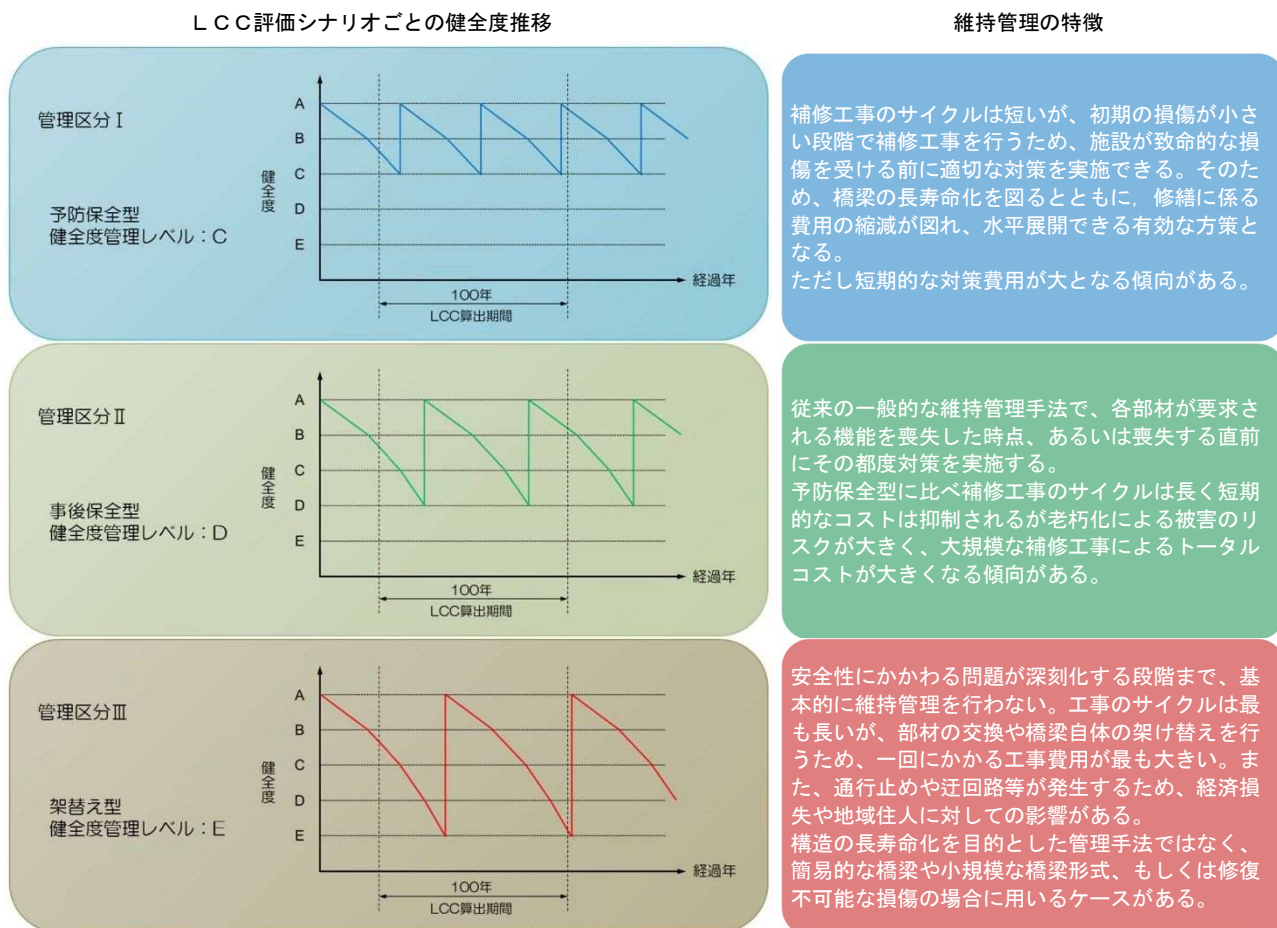 ＬＣＣ評価シナリオごとの健全度推移
維持管理の特徴
管理区分Ⅰ
予防保全型
健全度管理レベル：C
健全度
A
B
C
D
E
経過年
100年
LCC算出期間
補修工事のサイクルは短いが、初期の損傷が小さ
い段階で補修工事を行うため、施設が致命的な損
傷を受ける前に適切な対策を実施できる。そのた
め、橋梁の長寿命化を図るとともに，修繕に係る
費用の縮減が図れ、水平展開できる有効な方策と
なる。
ただし短期的な対策費用が大となる傾向がある。
管理区分Ⅱ
事後保全型
健全度管理レベル：D
健全度
A
B
C
D
E
経過年
100年
LCC算出期間
従来の一般的な維持管理手法で、各部材が要求さ
れる機能を喪失した時点、あるいは喪失する直前
にその都度対策を実施する。
予防保全型に比べ補修工事のサイクルは長く短期
的なコストは抑制されるが老朽化による被害のリ
スクが大きく、大規模な補修工事によるトータル
コストが大きくなる傾向がある。
管理区分Ⅲ
架替え型
健全度管理レベル：E
健全度
A
B
C
D
E
経過年
100年
LCC算出期間
安全性にかかわる問題が深刻化する段階まで、基
本的に維持管理を行わない。工事のサイクルは最
も長いが、部材の交換や橋梁自体の架け替えを行
うため、一回にかかる工事費用が最も大きい。ま
た、通行止めや迂回路等が発生するため、経済損
失や地域住人に対しての影響がある。
構造の長寿命化を目的とした管理手法ではなく、
簡易的な橋梁や小規模な橋梁形式、もしくは修復
不可能な損傷の場合に用いるケースがある。